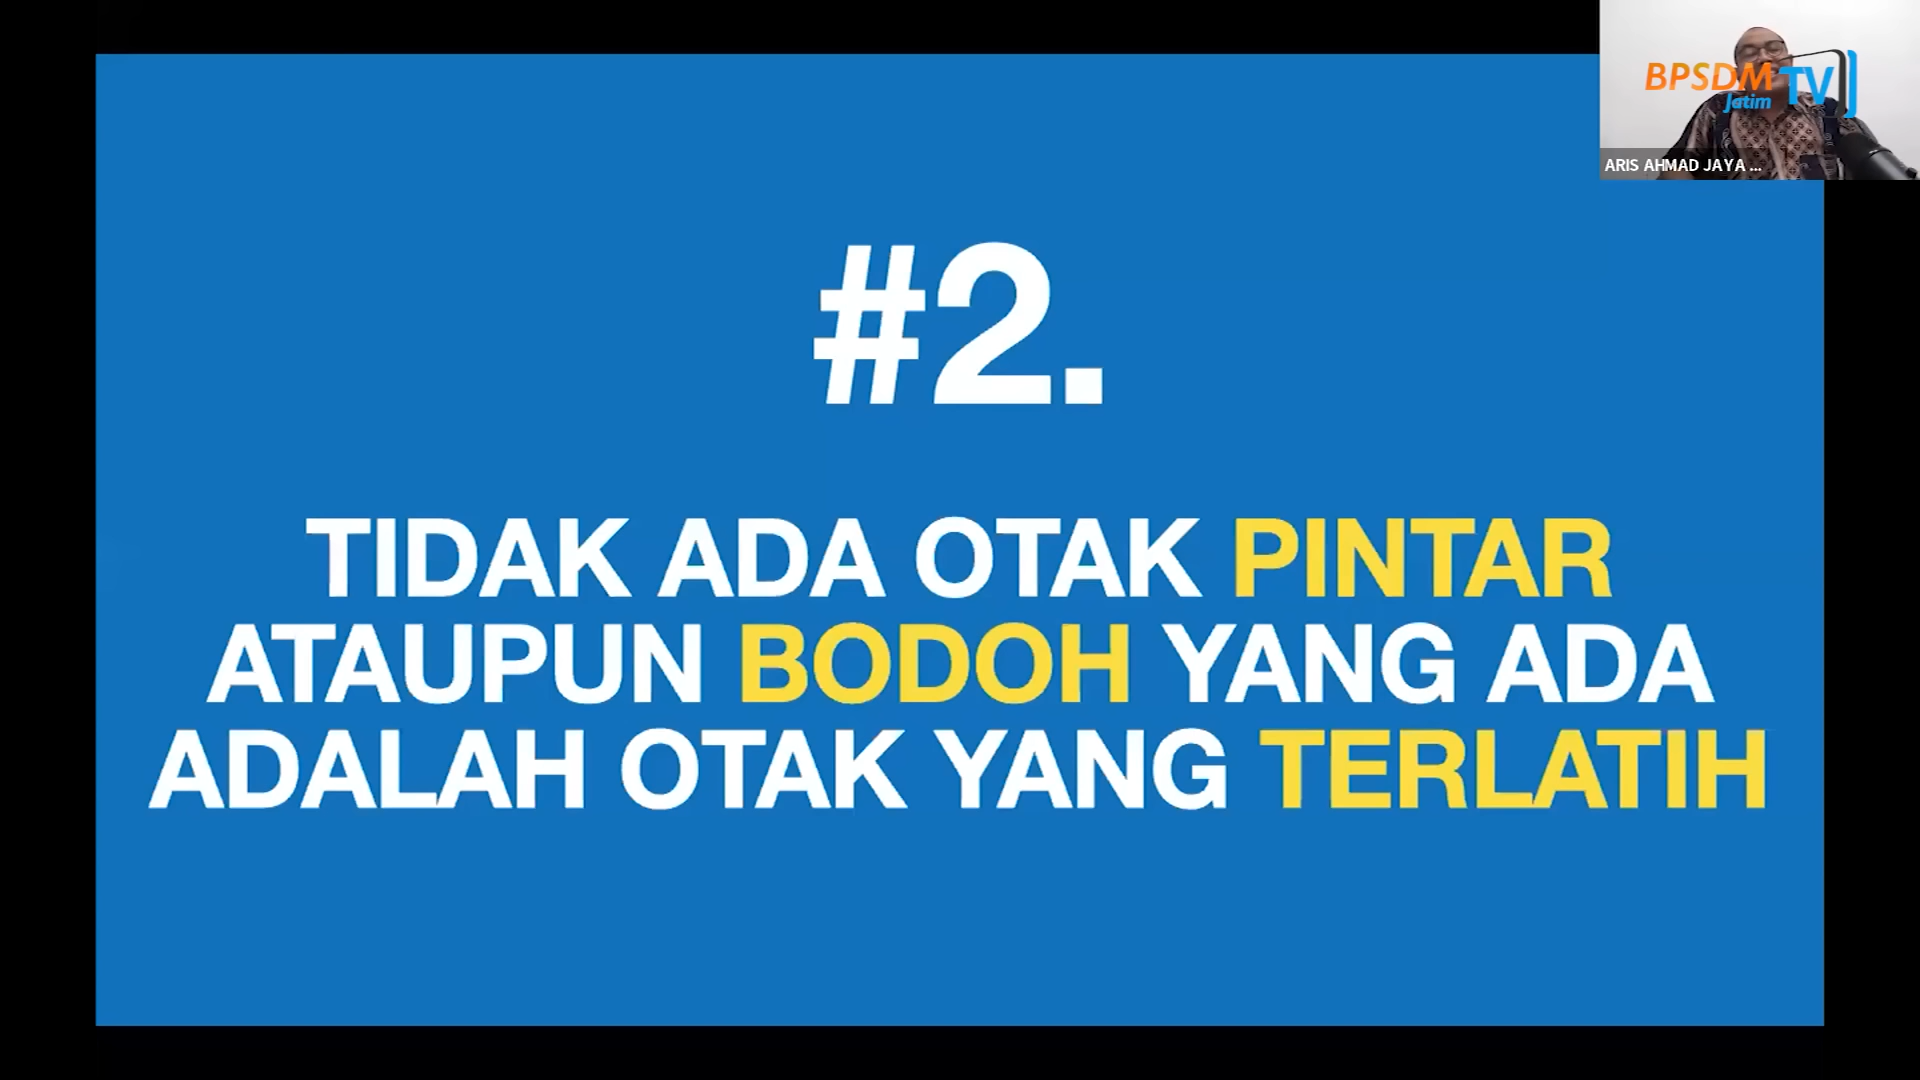 BPSDM TV
Jatim
ARIS AHMAD JAYA ...
#2.
TIDAK ADA OTAK PINTAR
ATAUPUN BODOH YANG ADA
ADALAH OTAK YANG TERLATIH